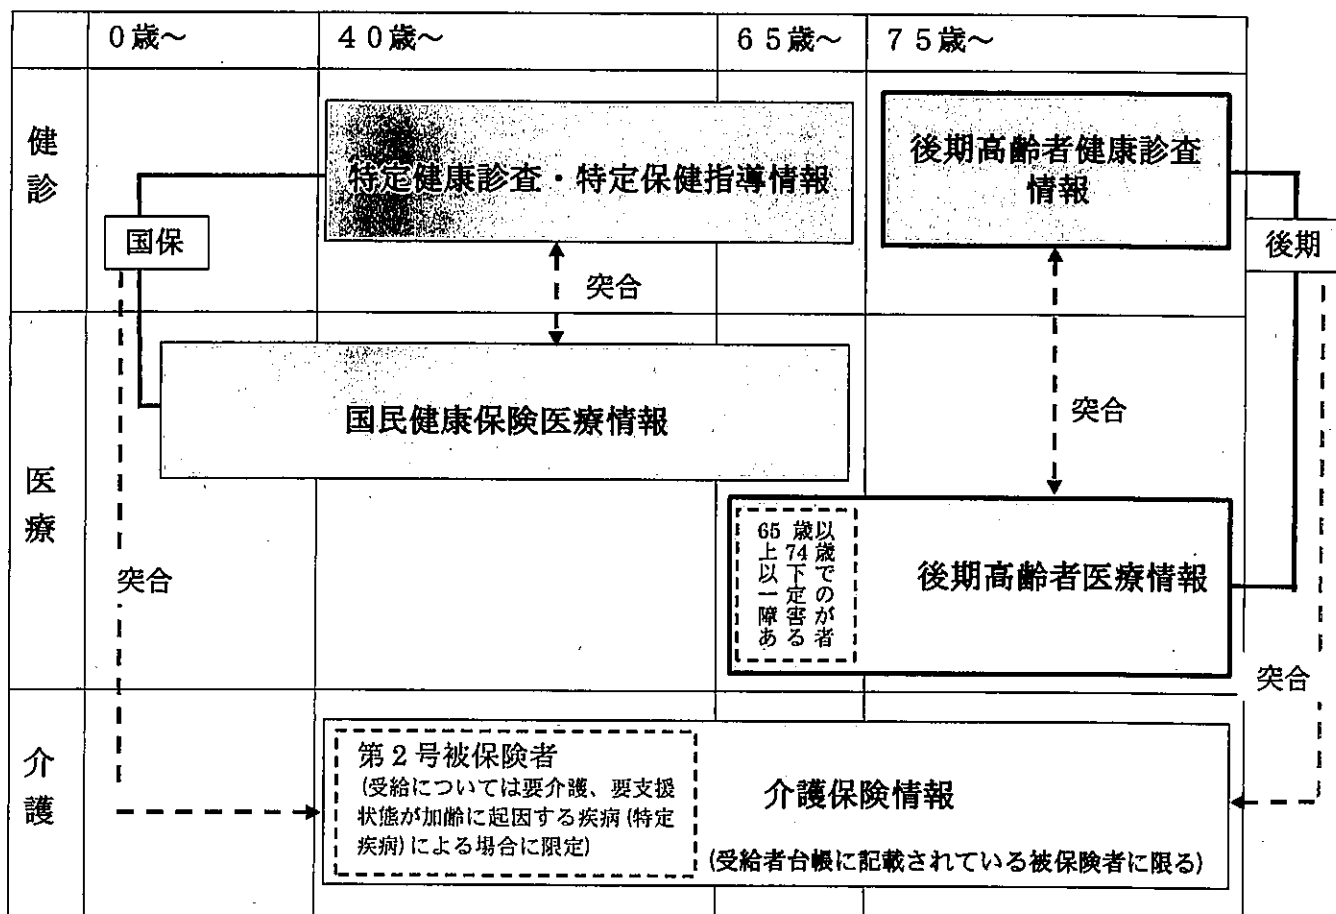 0歳～
40歳～
65歳～
75歳～
健診
特定健康診査・特定保健指導情報
後期高齢者健康診査
情報
国保
後期
突合
医療
国民健康保険医療情報
突合
65歳以上74歳以下で一定の障害がある者
後期高齢者医療情報
突合
突合
介護
第2号被保険者
(受給については要介護、要支援
状態が加齢に起因する疾病(特定
疾病)による場合に限定)
介護保険情報
(受給者台帳に記載されている被保険者に限る)